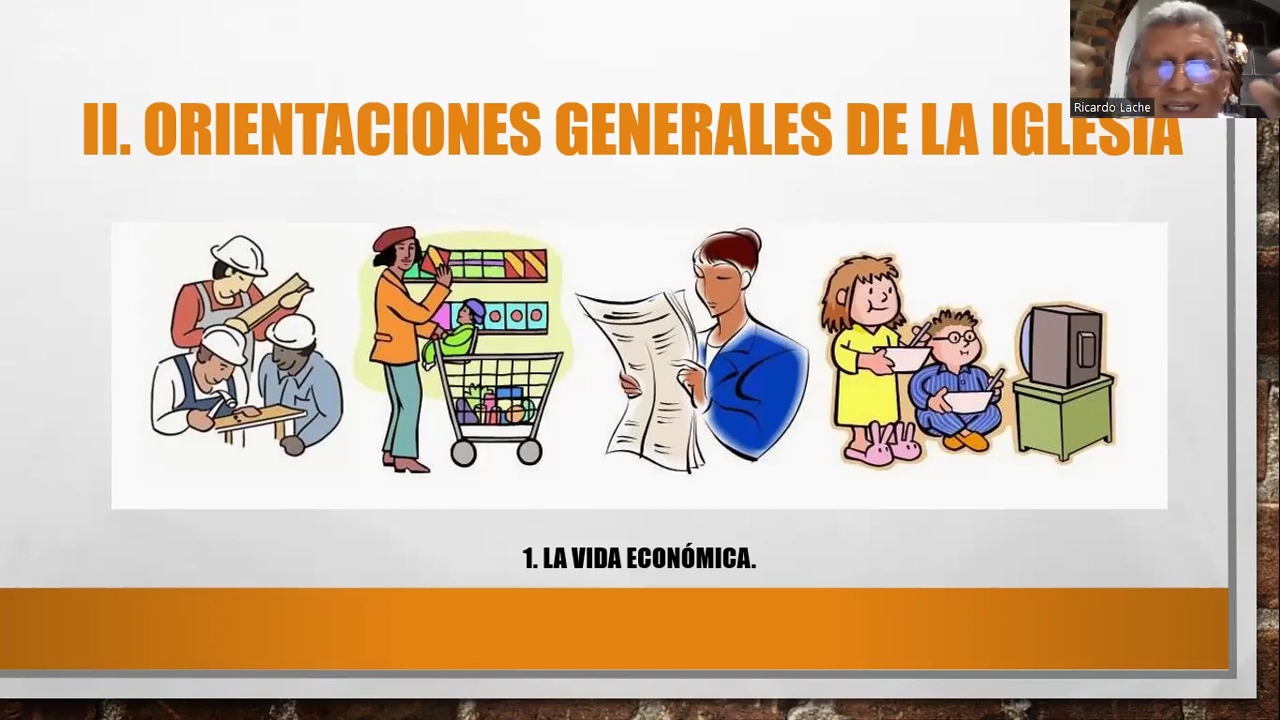 Ricardo Lache
II. ORIENTACIONES GENERALES DE LA IGLESIA
1. LA VIDA ECONÓMICA.